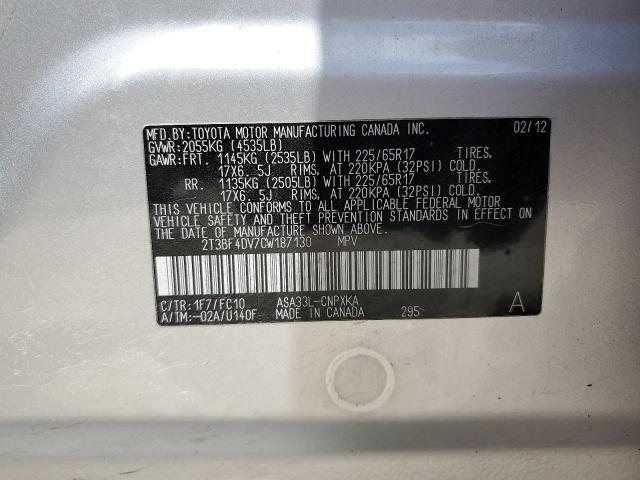 MFD.BY:TOYOTA MOTOR MANUFACTURING CANADA INC. 02/12
GVWR:2055KG (4535LB)
GAWR:FRT. 1145KG (2535LB) WITH 225/65R17 TIRES,
17X6. 5J RIMS, AT 220KPA (32PSI) COLD
RR. 1135KG (2505LB) WITH 225/65R17 TIRES,
17X6. 5J RIMS, AT 220KPA (32PSI) COLD.
THIS VEHICLE CONFORMS TO ALL APPLICABLE FEDERAL MOTOR
VEHICLE SAFETY AND THEFT PREVENTION STANDARDS IN EFFECT ON
THE DATE OF MANUFACTURE SHOWN ABOVE.
2T3BF4DV7CW187130 MPV
C/TR:1F7/FC10 ASA33L-CNPXKA A
A/TM:-02A/U140F MADE IN CANADA 295